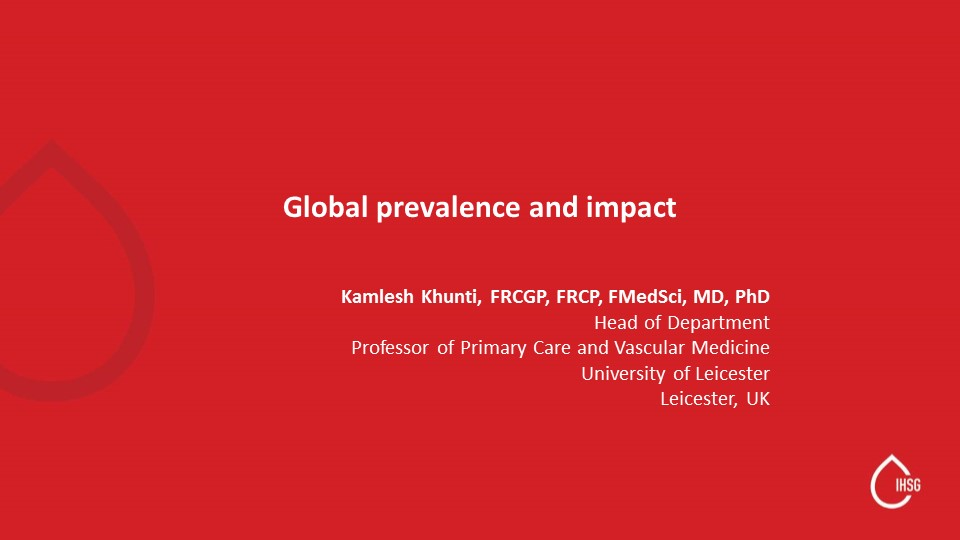 Global prevalence and impact
Kamlesh Khunti, FRCGP, FRCP, FMedSci, MD, PhD
Head of Department
Professor of Primary Care and Vascular Medicine
University of Leicester
Leicester, UK
IHSG